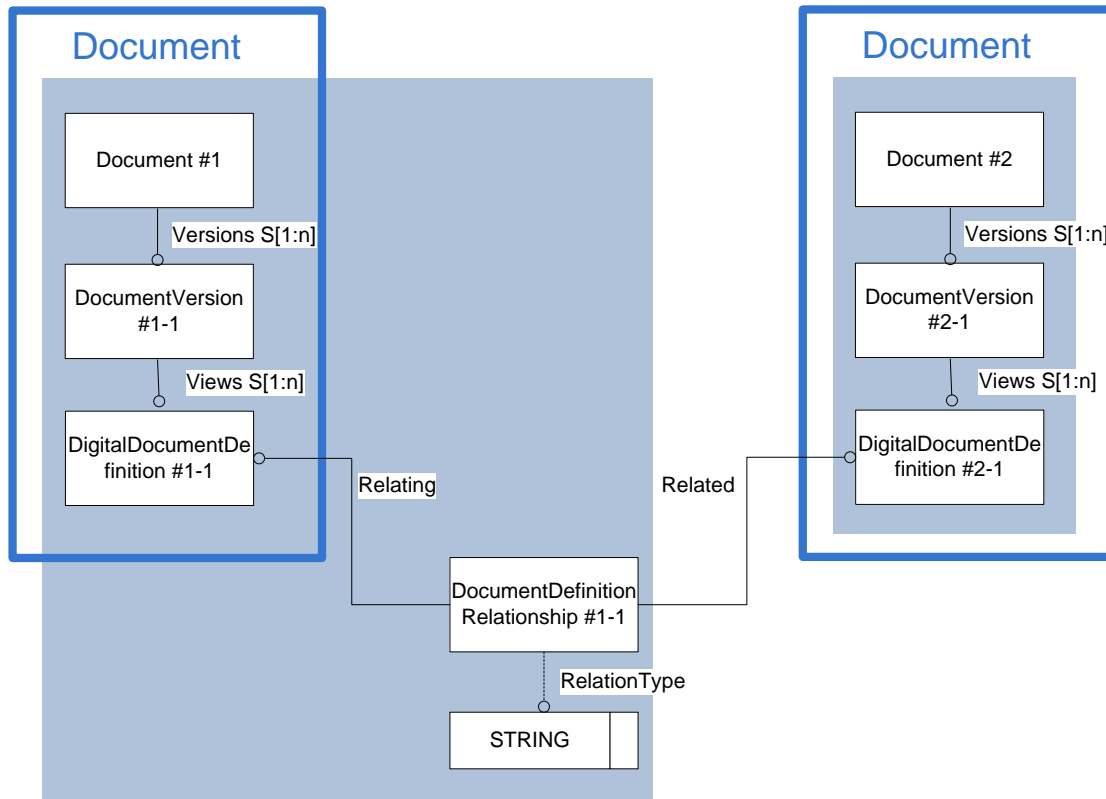 Document
Document #1
Versions S[1:n]
DocumentVersion
#1-1
Views S[1:n]
DigitalDocumentDe
finition #1-1
Relating
Document
Document #2
Versions S[1:n]
DocumentVersion
#2-1
Views S[1:n]
DigitalDocumentDe
finition #2-1
Related
DocumentDefinition
Relationship #1-1
RelationType
STRING